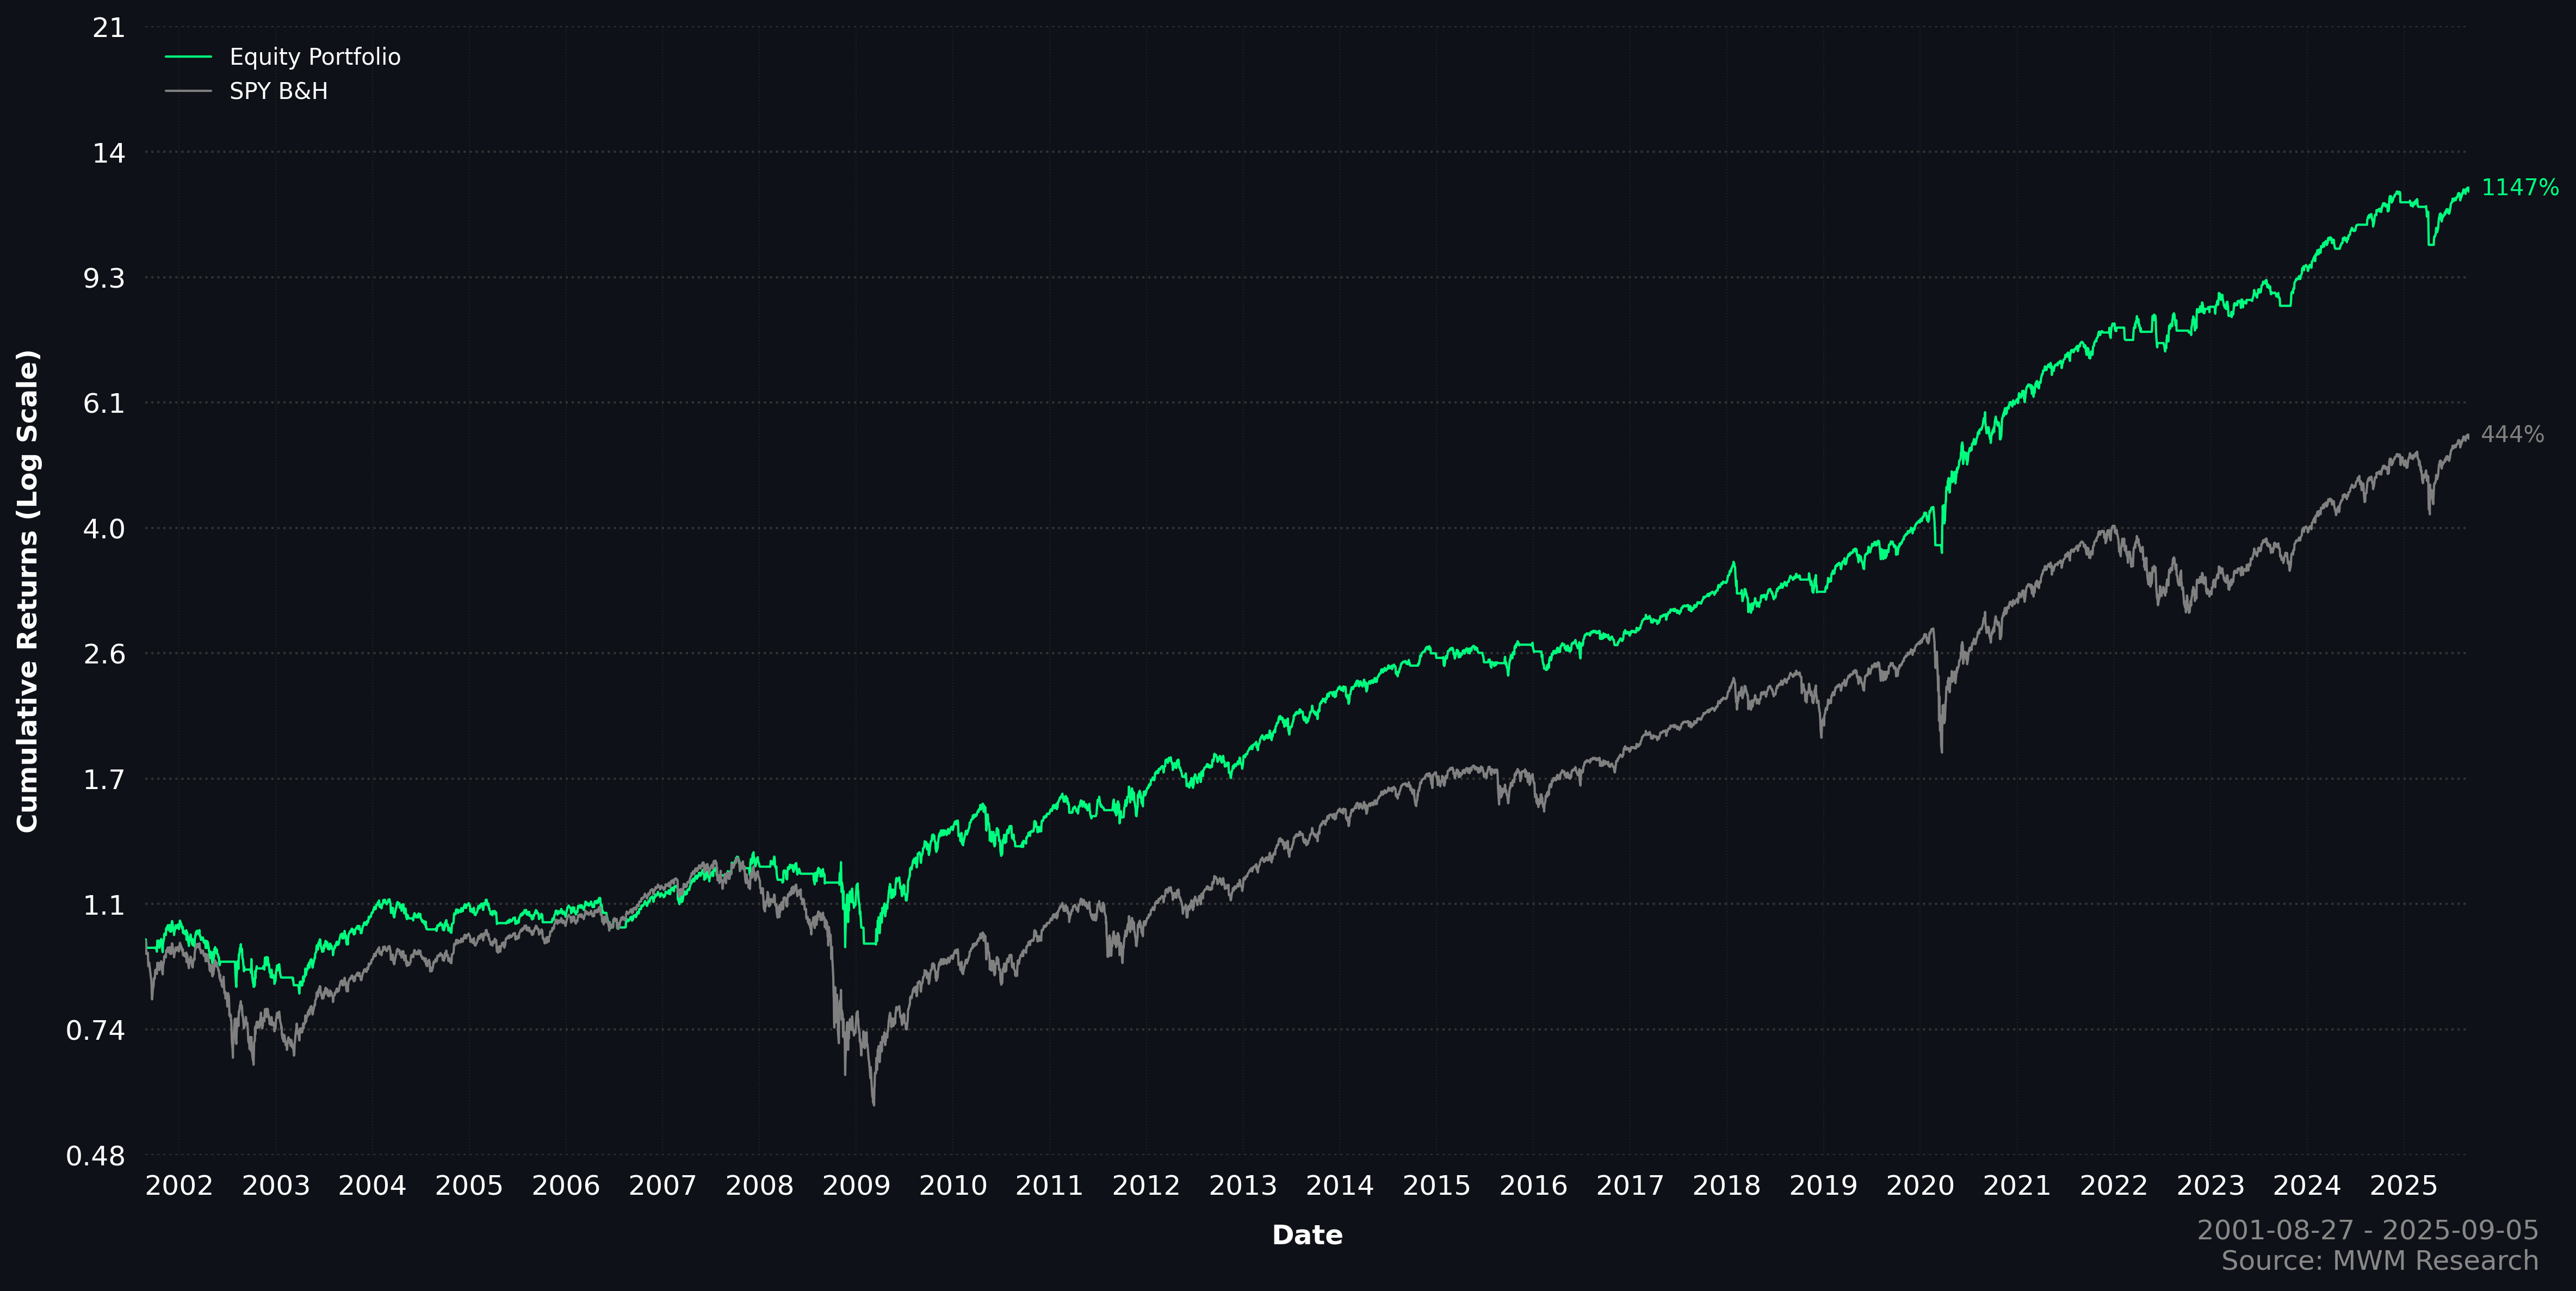 21
Equity Portfolio
SPY B&H
14
1147%
9.3
6.1
444%
4.0
2.6
1.7
1.1
0.74
0.48
Cumulative Returns (Log Scale)
2002 2003 2004 2005 2006 2007 2008 2009 2010 2011 2012 2013 2014 2015 2016 2017 2018 2019 2020 2021 2022 2023 2024 2025
Date
2001-08-27 - 2025-09-05
Source: MWM Research